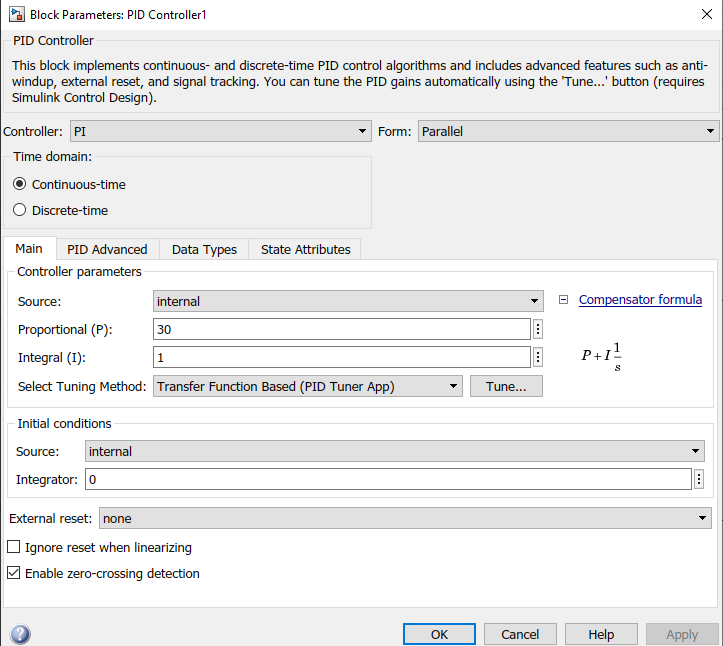 Block Parameters: PID Controller1
PID Controller
This block implements continuous- and discrete-time PID control algorithms and includes advanced features such as anti-
windup, external reset, and signal tracking. You can tune the PID gains automatically using the 'Tune...' button (requires
Simulink Control Design).
Controller: PI Form: Parallel
Time domain:
Continuous-time
Discrete-time
Main PID Advanced Data Types State Attributes
Controller parameters
Source: internal Compensator formula
Proportional (P): 30
Integral (I): 1 P + I 1/s
Select Tuning Method: Transfer Function Based (PID Tuner App) Tune...
Initial conditions
Source: internal
Integrator: 0
External reset: none
Ignore reset when linearizing
Enable zero-crossing detection
? OK Cancel Help Apply